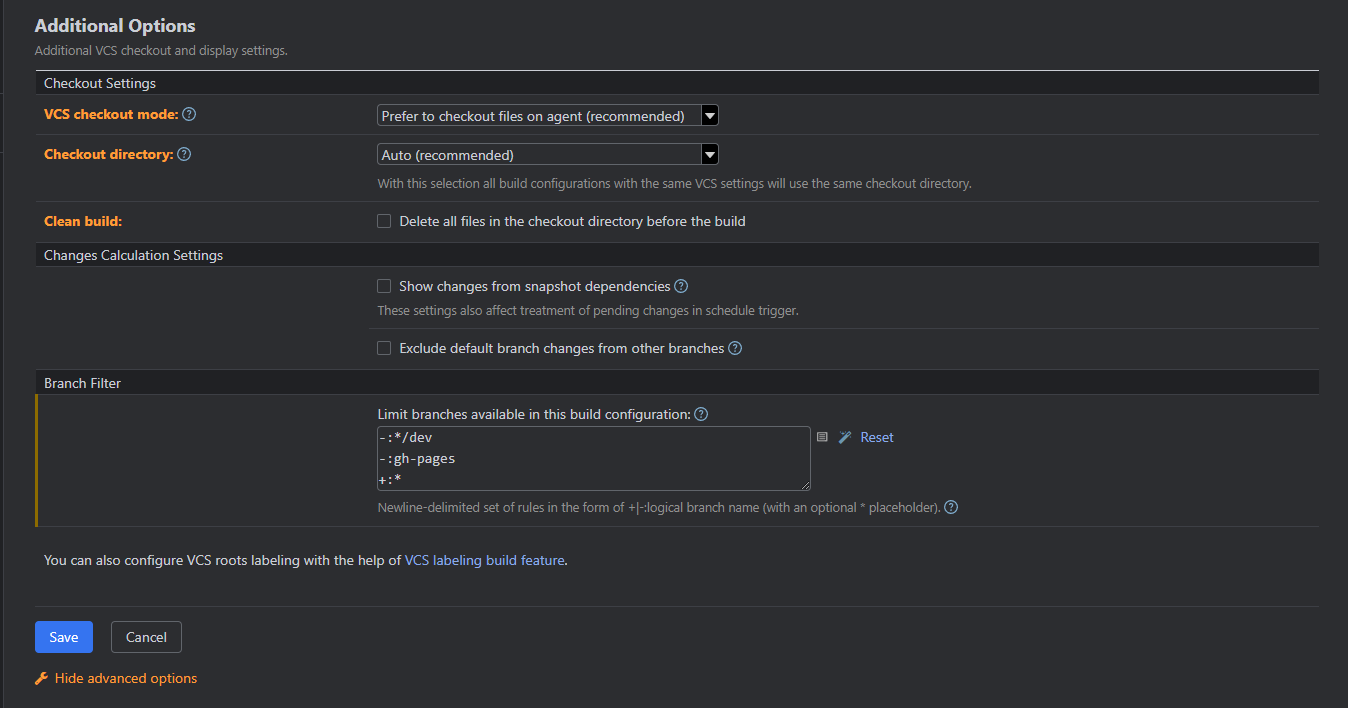 Additional Options
Additional VCS checkout and display settings.
Checkout Settings
VCS checkout mode: ?
Prefer to checkout files on agent (recommended)
Checkout directory: ?
Auto (recommended)
With this selection all build configurations with the same VCS settings will use the same checkout directory.
Clean build:
Delete all files in the checkout directory before the build
Changes Calculation Settings
Show changes from snapshot dependencies ?
These settings also affect treatment of pending changes in schedule trigger.
Exclude default branch changes from other branches ?
Branch Filter
Limit branches available in this build configuration: ?
-:*/dev
-:gh-pages
+:*
Reset
Newline-delimited set of rules in the form of +|-:logical branch name (with an optional * placeholder). ?
You can also configure VCS roots labeling with the help of VCS labeling build feature.
Save
Cancel
Hide advanced options